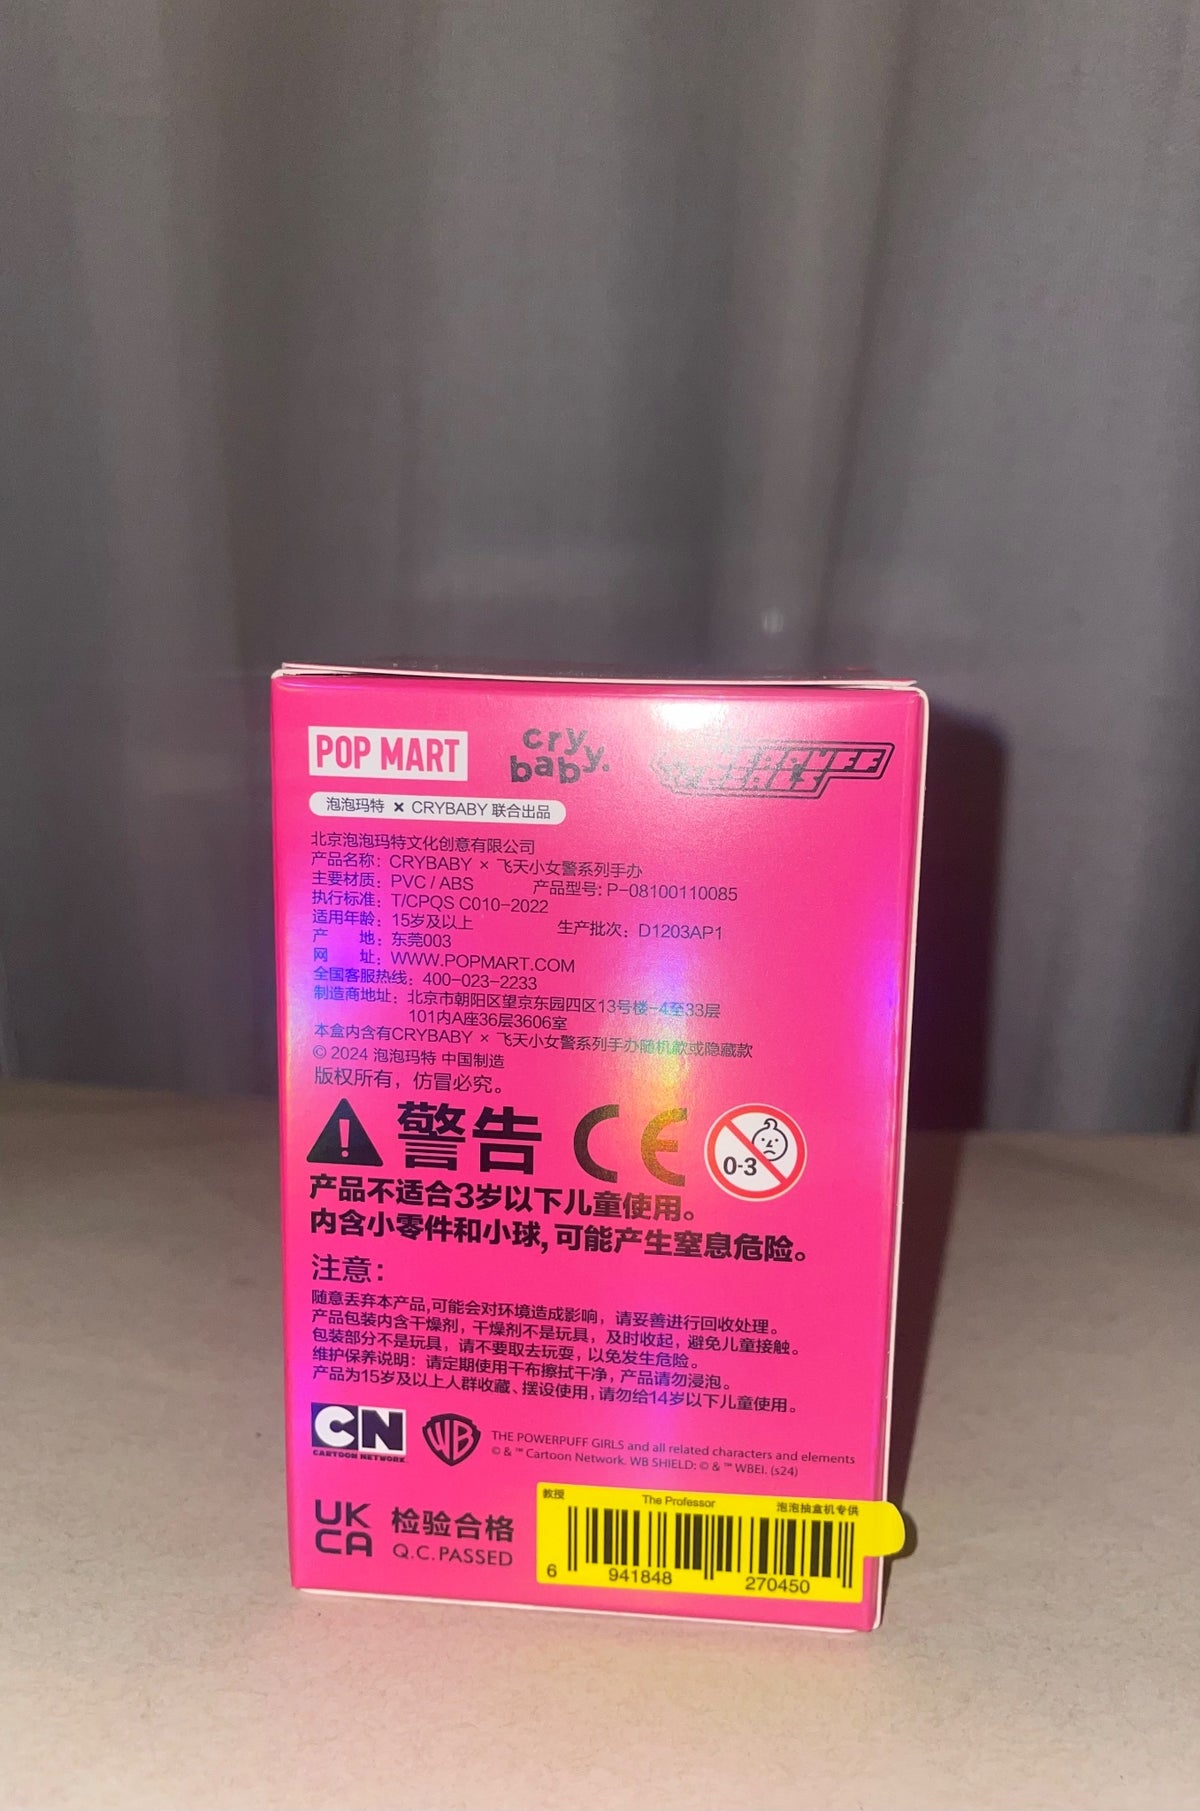 POP MART
cry
baby.
POWERPUFF
GIRLS
泡泡玛特 × CRYBABY 联合出品
北京泡泡玛特文化创意有限公司
产品名称：CRYBABY × 飞天小女警系列手办
主要材质：PVC / ABS 产品型号: P-08100110085
执行标准：T/CPQS C010-2022
适用年龄：15岁及以上 生产批次：D1203AP1
产 地：东莞003
网 址：WWW.POPMART.COM
全国客服热线：400-023-2233
制造商地址：北京市朝阳区望京东园四区13号楼-4至33层
101内A座36层3606室
本盒内含有CRYBABY × 飞天小女警系列手办随机款或隐藏款
© 2024 泡泡玛特 中国制造
版权所有，仿冒必究。
警告 CE 0-3
产品不适合3岁以下儿童使用。
内含小零件和小球, 可能产生窒息危险。
注意：
随意丢弃本产品,可能会对环境造成影响，请妥善进行回收处理。
产品包装内含干燥剂，干燥剂不是玩具，及时收起，避免儿童接触。
包装部分不是玩具，请不要取去玩耍，以免发生危险。
维护保养说明：请定期使用干布擦拭干净，产品请勿浸泡。
产品为15岁及以上人群收藏、摆设使用，请勿给14岁以下儿童使用。
CN
CARTOON NETWORK
WB
THE POWERPUFF GIRLS and all related characters and elements
© & ™ Cartoon Network. WB SHIELD: © & ™ WBEI. (s24)
UK
CA
检验合格
Q.C.PASSED
教授 The Professor 泡泡抽盒机专供
6 941848 270450